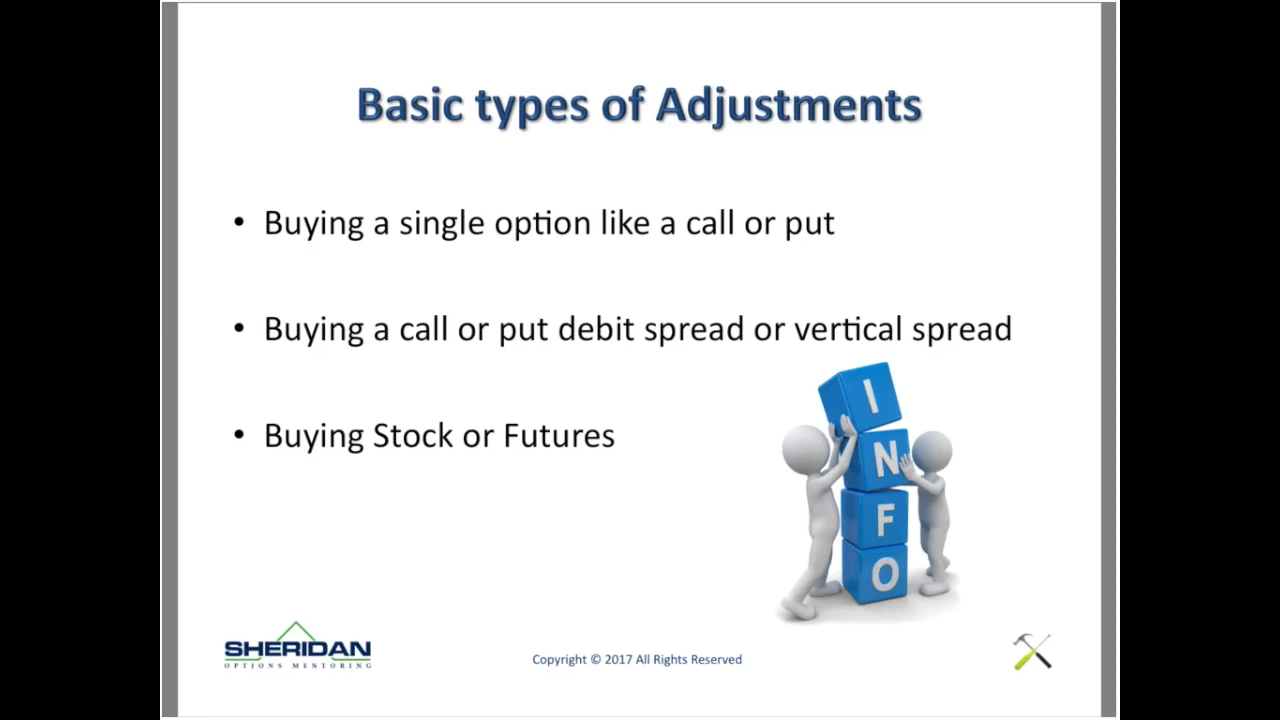 Basic types of Adjustments
• Buying a single option like a call or put
• Buying a call or put debit spread or vertical spread
• Buying Stock or Futures
I
N
F
O
SHERIDAN
OPTIONS MENTORING
Copyright © 2017 All Rights Reserved